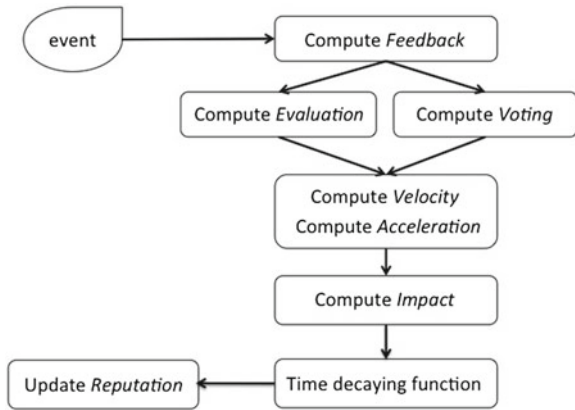 event
Compute Feedback
Compute Evaluation
Compute Voting
Compute Velocity
Compute Acceleration
Compute Impact
Update Reputation
Time decaying function